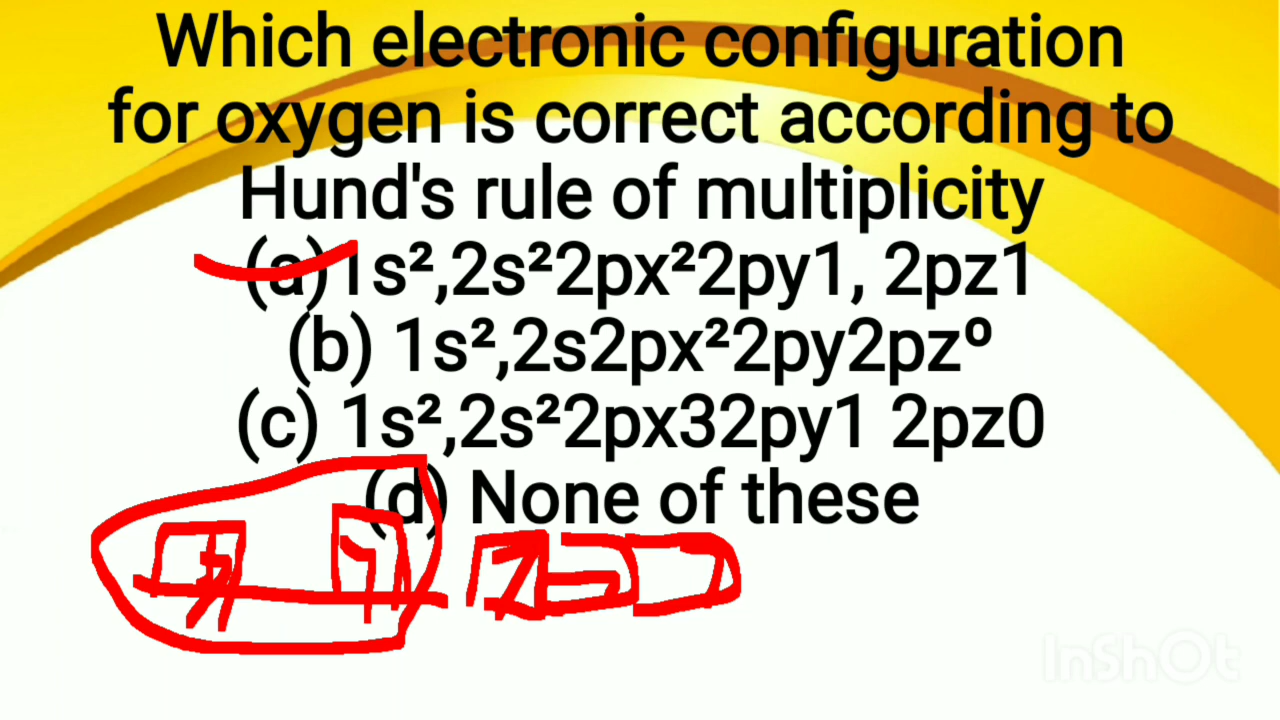 Which electronic configuration
for oxygen is correct according to
Hund's rule of multiplicity
(a)1s²,2s²2px²2py1, 2pz1
(b) 1s²,2s2px²2py2pzº
(c) 1s²,2s²2px32py1 2pz0
(d) None of these
InShOt